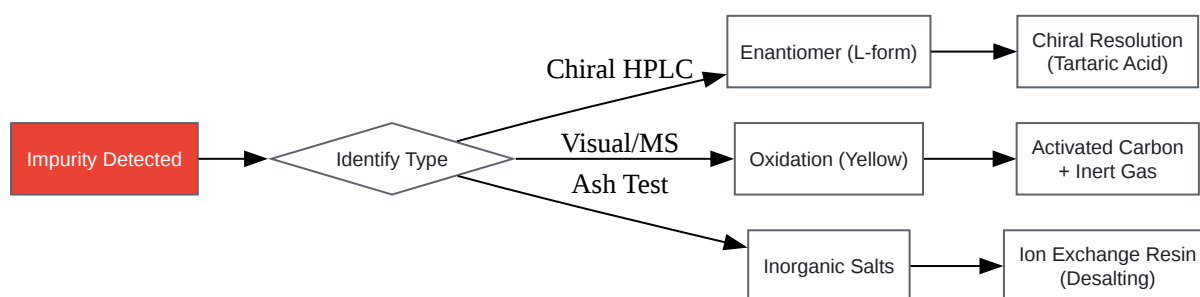 Impurity Detected
Identify Type
Chiral HPLC
Enantiomer (L-form)
Chiral Resolution
(Tartaric Acid)
Visual/MS
Oxidation (Yellow)
Activated Carbon
+ Inert Gas
Ash Test
Inorganic Salts
Ion Exchange Resin
(Desalting)